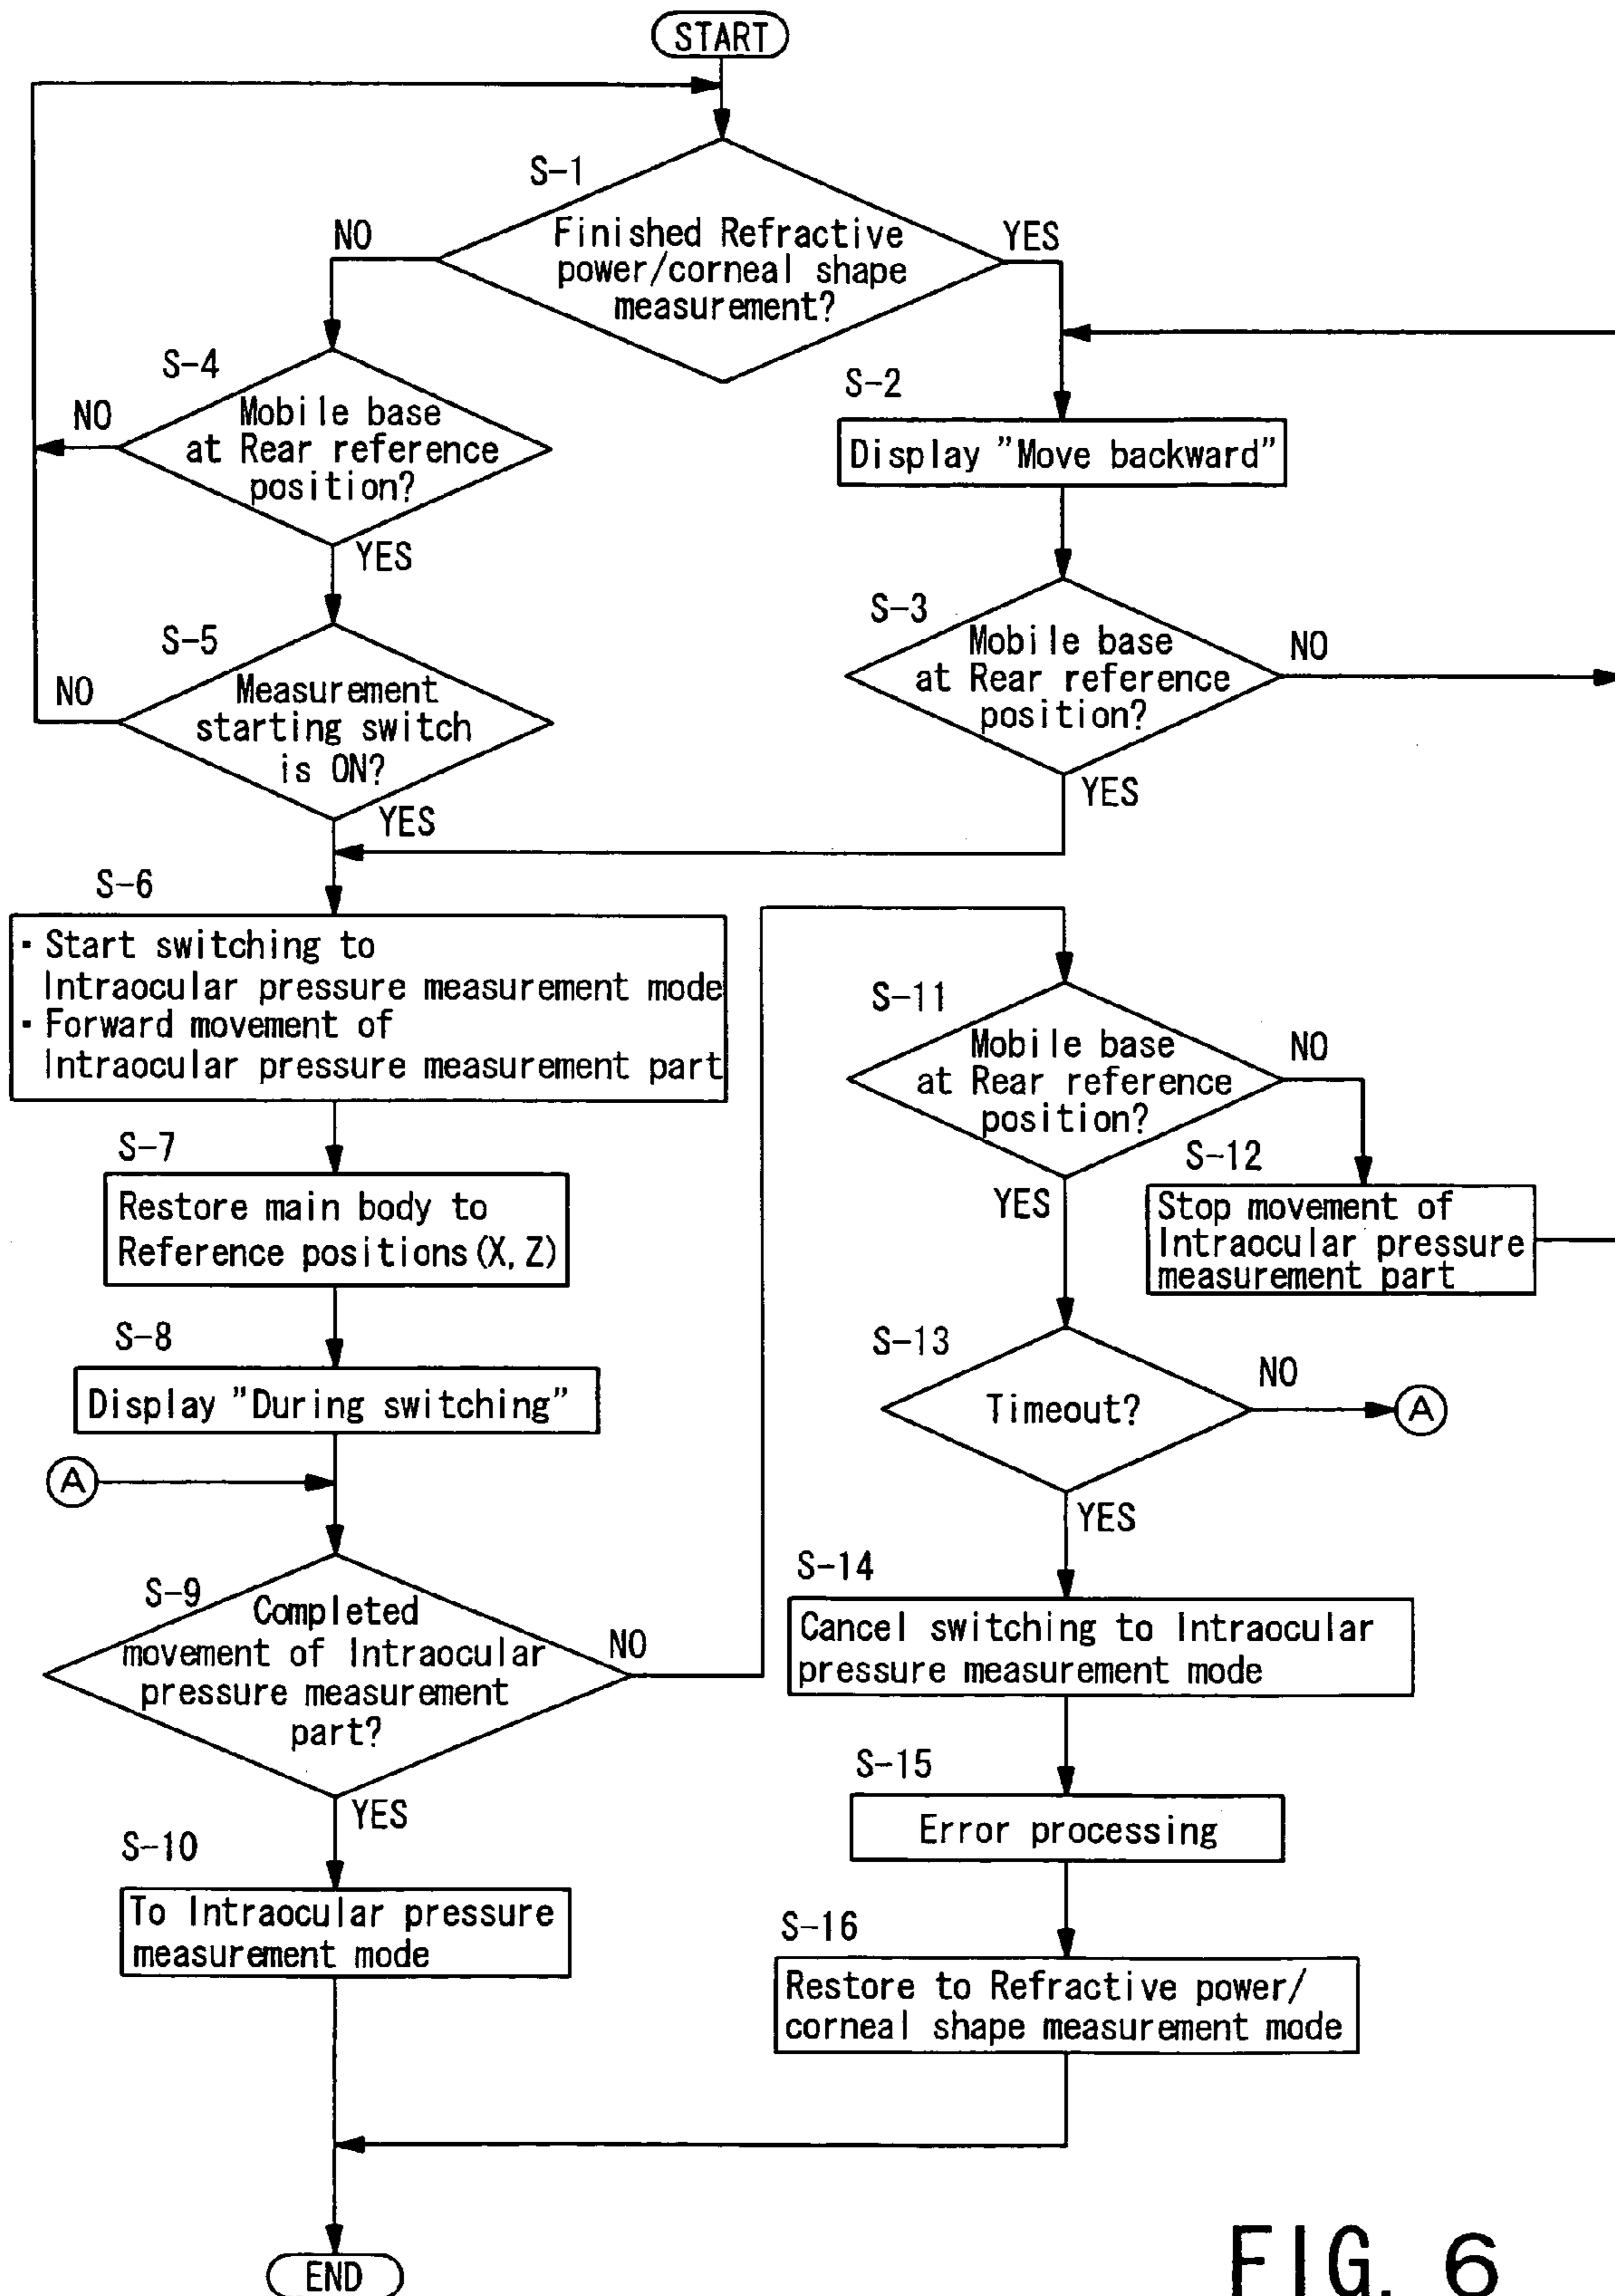 START
S-1
Finished Refractive
power/corneal shape
measurement?
NO
YES
S-4
Mobile base
at Rear reference
position?
NO
YES
S-2
Display "Move backward"
S-3
Mobile base
at Rear reference
position?
NO
YES
S-5
Measurement
starting switch
is ON?
NO
YES
S-6
· Start switching to
Intraocular pressure measurement mode
· Forward movement of
Intraocular pressure measurement part
S-7
Restore main body to
Reference positions(X,Z)
S-8
Display "During switching"
A
S-9
Completed
movement of Intraocular
pressure measurement
part?
NO
YES
S-10
To Intraocular pressure
measurement mode
S-11
Mobile base
at Rear reference
position?
NO
YES
S-12
Stop movement of
Intraocular pressure
measurement part
S-13
Timeout?
NO
A
YES
S-14
Cancel switching to Intraocular
pressure measurement mode
S-15
Error processing
S-16
Restore to Refractive power/
corneal shape measurement mode
END
FIG. 6